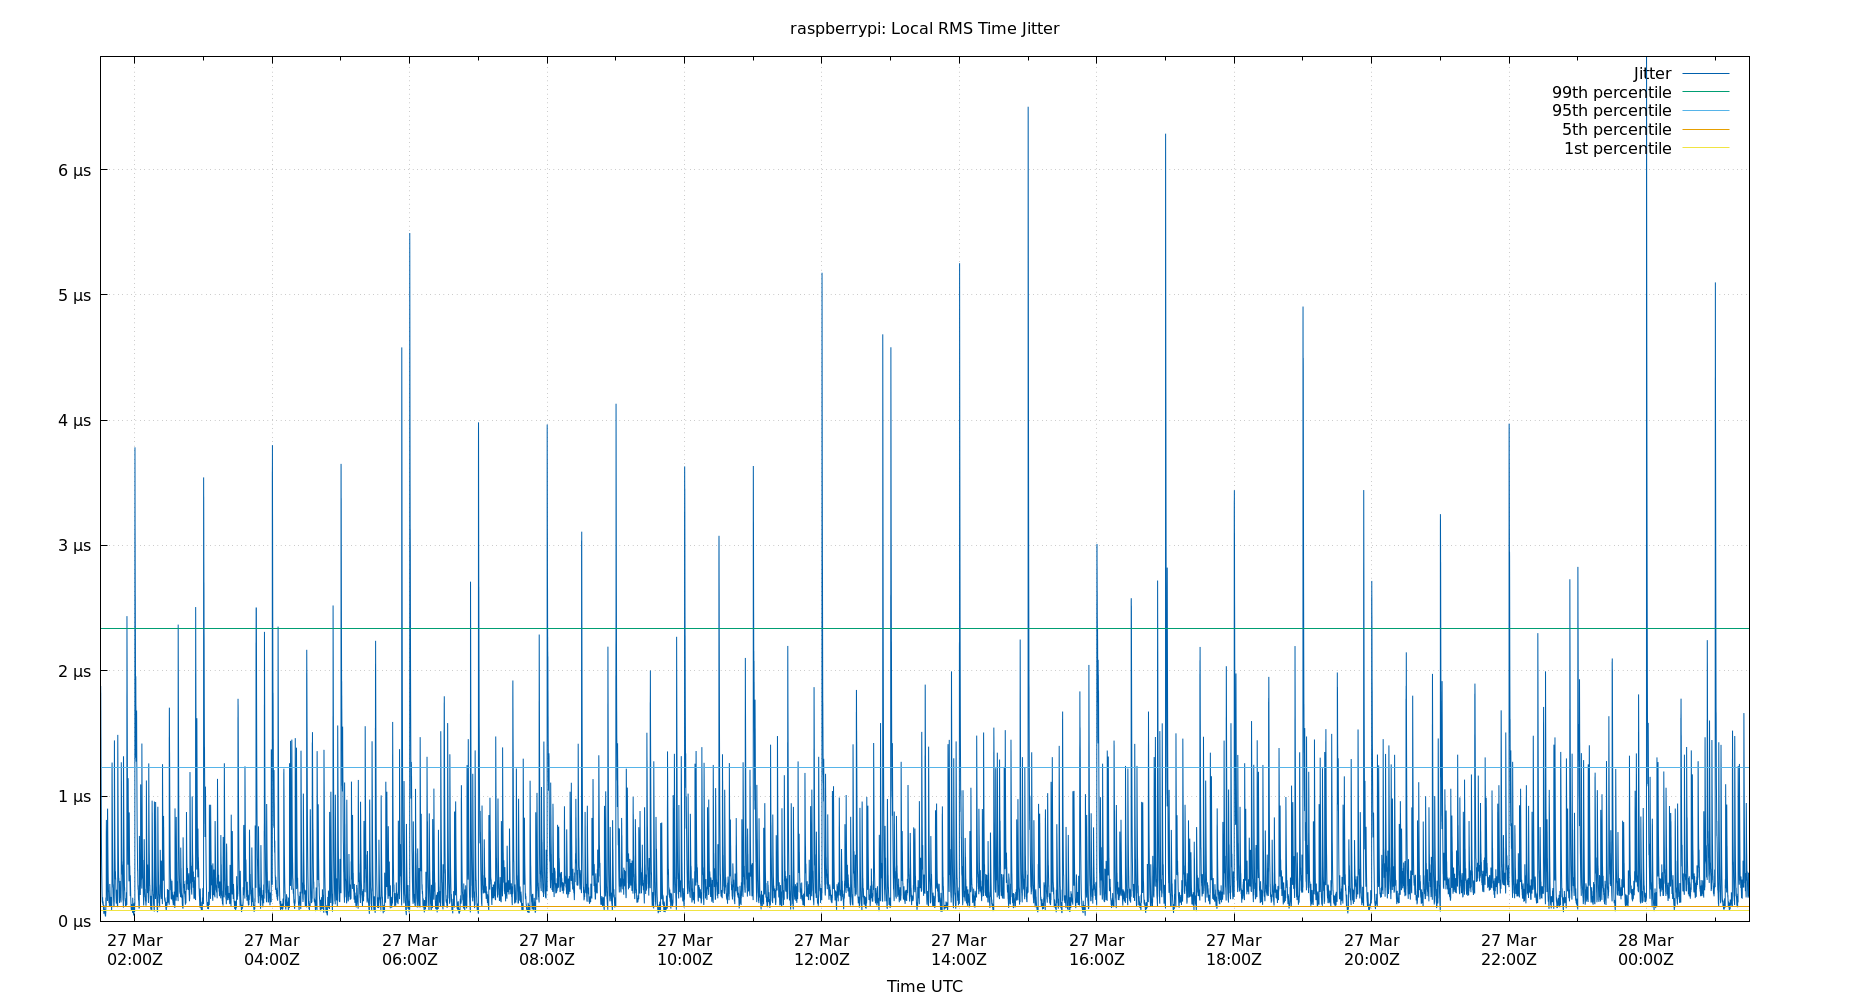 raspberrypi: Local RMS Time Jitter
Jitter
99th percentile
95th percentile
5th percentile
1st percentile
6 µs
5 µs
4 µs
3 µs
2 µs
1 µs
0 µs
27 Mar 27 Mar 27 Mar 27 Mar 27 Mar 27 Mar 27 Mar 27 Mar 27 Mar 27 Mar 27 Mar 28 Mar
02:00Z 04:00Z 06:00Z 08:00Z 10:00Z 12:00Z 14:00Z 16:00Z 18:00Z 20:00Z 22:00Z 00:00Z
Time UTC